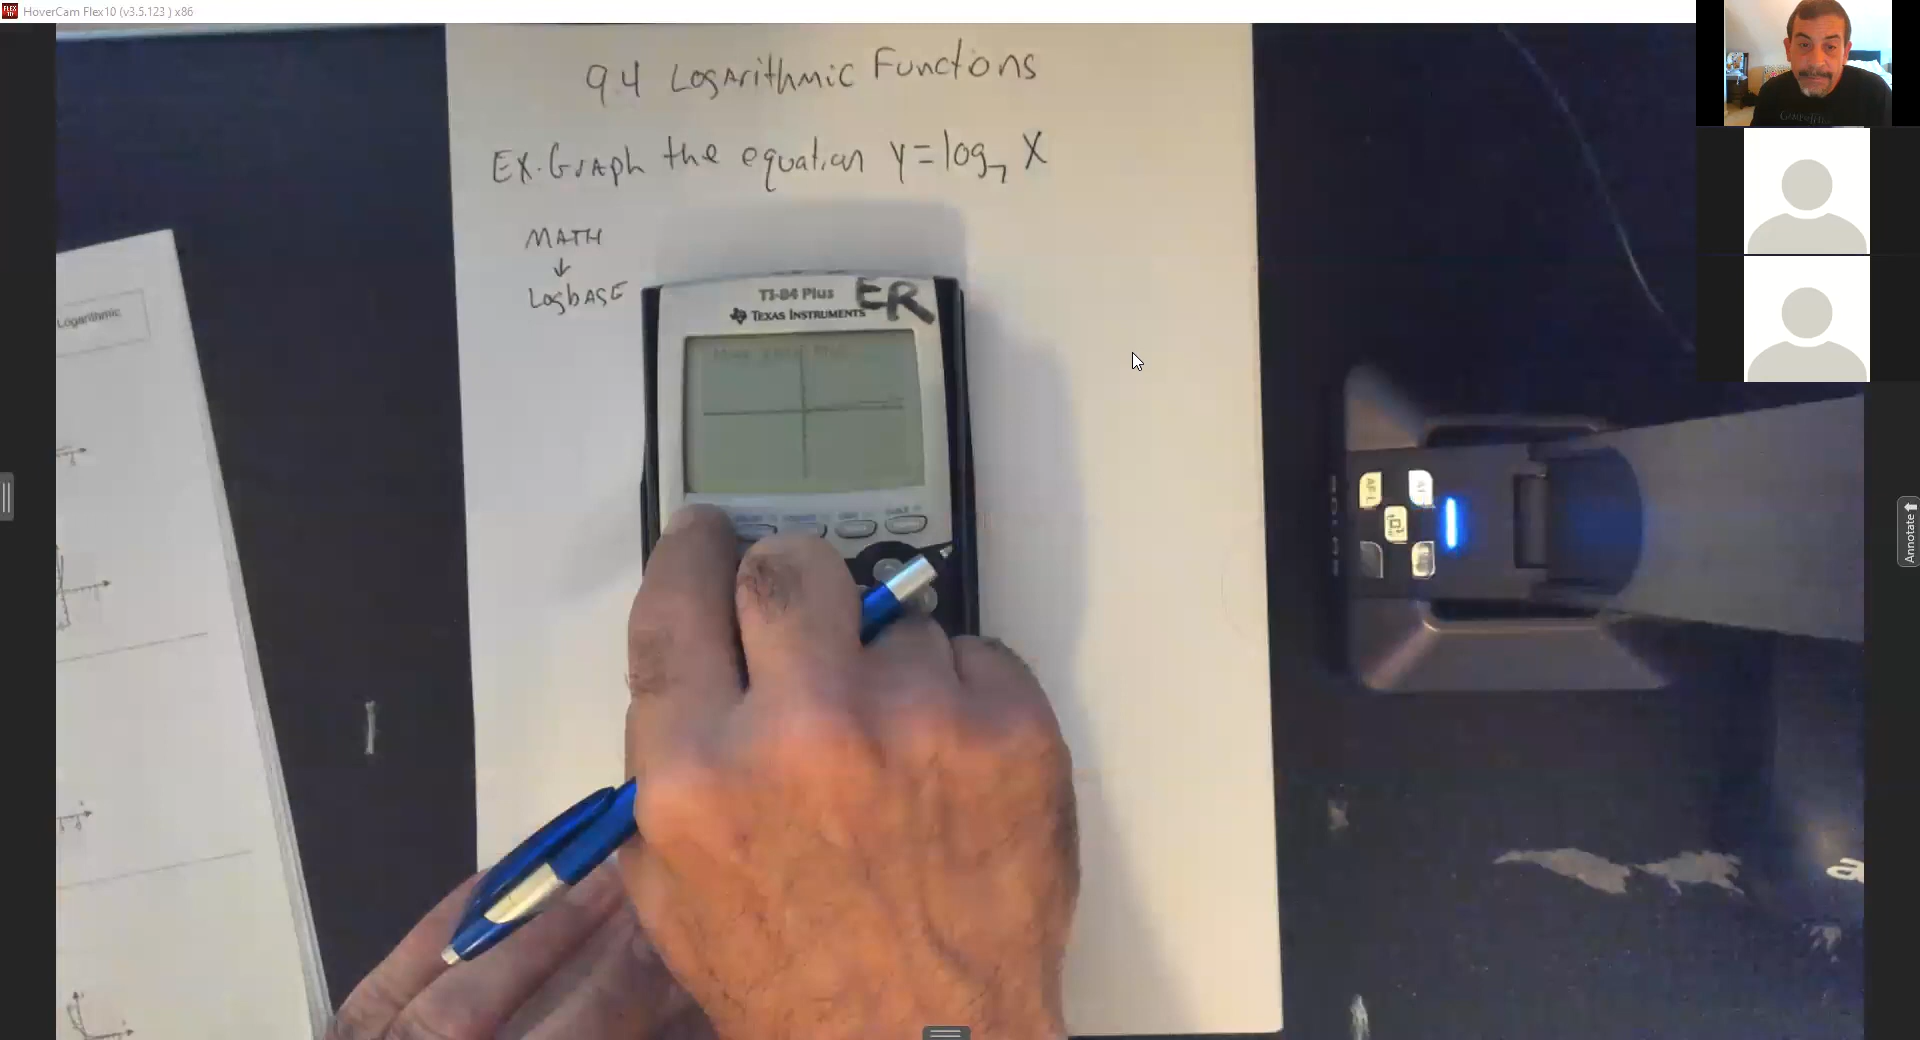 HoverCam Flex10 (v3.5.123 ) x86
9.4 Logarithmic Functions
EX. Graph the equation y = log₇ X
MATH
↓
LogBASE
TI-84 Plus ER
TEXAS INSTRUMENTS
Logarithmic
AF-L
Annotate
a